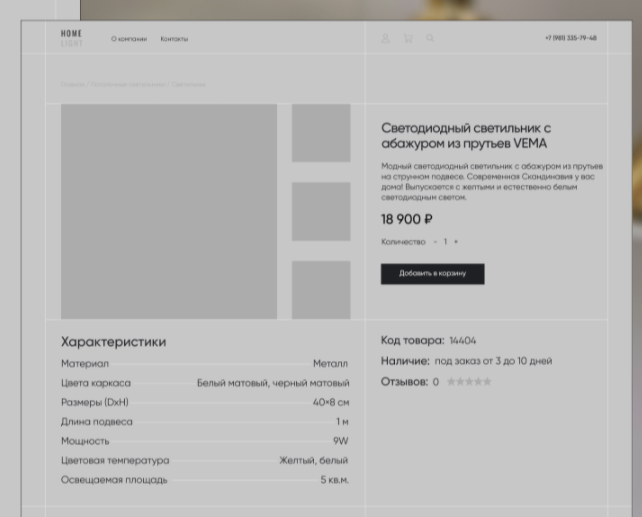 HOME
LIGHT
О компании
Контакты
+7 (981) 335-79-48
Светодиодный светильник с
абажуром из прутьев VEMA
Модный светодиодный светильник с абажуром из прутьев
на струнном подвесе. Современная Скандинавия у вас
дома! Выпускается с желтыми и естественно белым
светодиодным светом.
18 900 ₽
Количество - 1 +
Добавить в корзину
Характеристики
Материал Металл
Цвета каркаса Белый матовый, черный матовый
Размеры (DxH) 40×8 см
Длина подвеса 1 м
Мощность 9W
Цветовая температура Желтый, белый
Освещаемая площадь 5 кв.м.
Код товара: 14404
Наличие: под заказ от 3 до 10 дней
Отзывов: 0